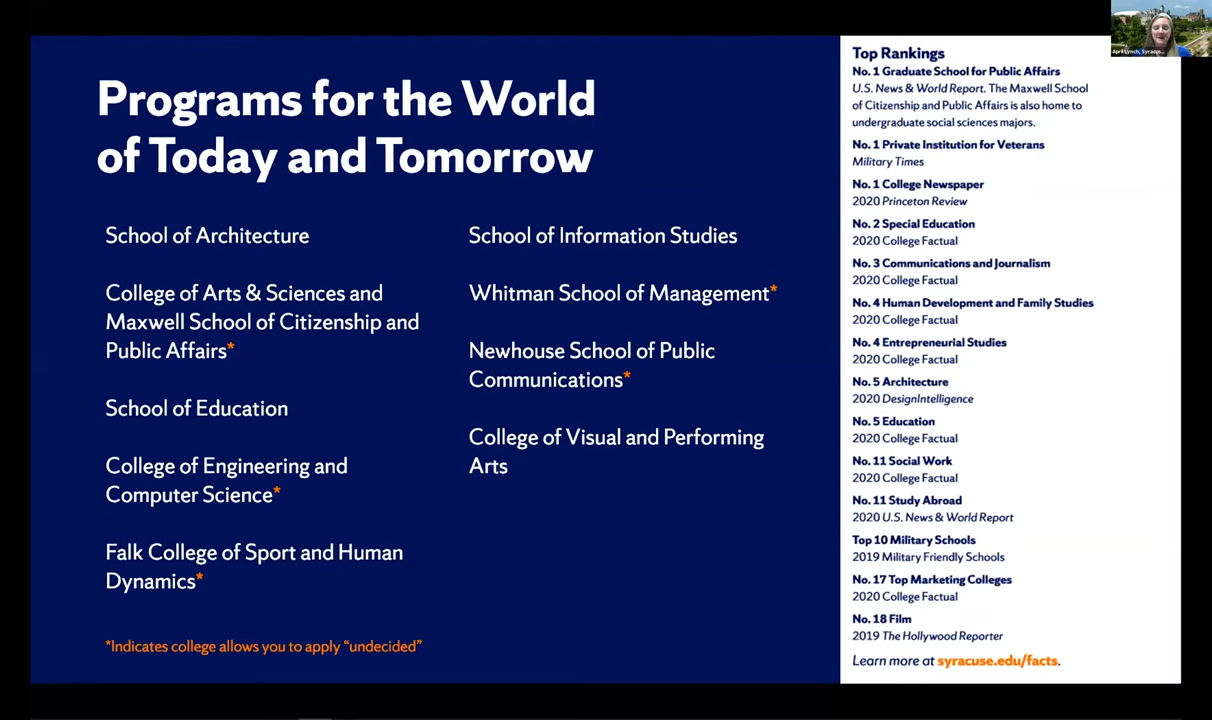 Programs for the World
of Today and Tomorrow
School of Architecture
College of Arts & Sciences and
Maxwell School of Citizenship and
Public Affairs*
School of Education
College of Engineering and
Computer Science*
Falk College of Sport and Human
Dynamics*
School of Information Studies
Whitman School of Management*
Newhouse School of Public
Communications*
College of Visual and Performing
Arts
*Indicates college allows you to apply “undecided”
Top Rankings
No. 1 Graduate School for Public Affairs
U.S. News & World Report. The Maxwell School
of Citizenship and Public Affairs is also home to
undergraduate social sciences majors.
No. 1 Private Institution for Veterans
Military Times
No. 1 College Newspaper
2020 Princeton Review
No. 2 Special Education
2020 College Factual
No. 3 Communications and Journalism
2020 College Factual
No. 4 Human Development and Family Studies
2020 College Factual
No. 4 Entrepreneurial Studies
2020 College Factual
No. 5 Architecture
2020 DesignIntelligence
No. 5 Education
2020 College Factual
No. 11 Social Work
2020 College Factual
No. 11 Study Abroad
2020 U.S. News & World Report
Top 10 Military Schools
2019 Military Friendly Schools
No. 17 Top Marketing Colleges
2020 College Factual
No. 18 Film
2019 The Hollywood Reporter
Learn more at syracuse.edu/facts.
April Lynch, Syracus...